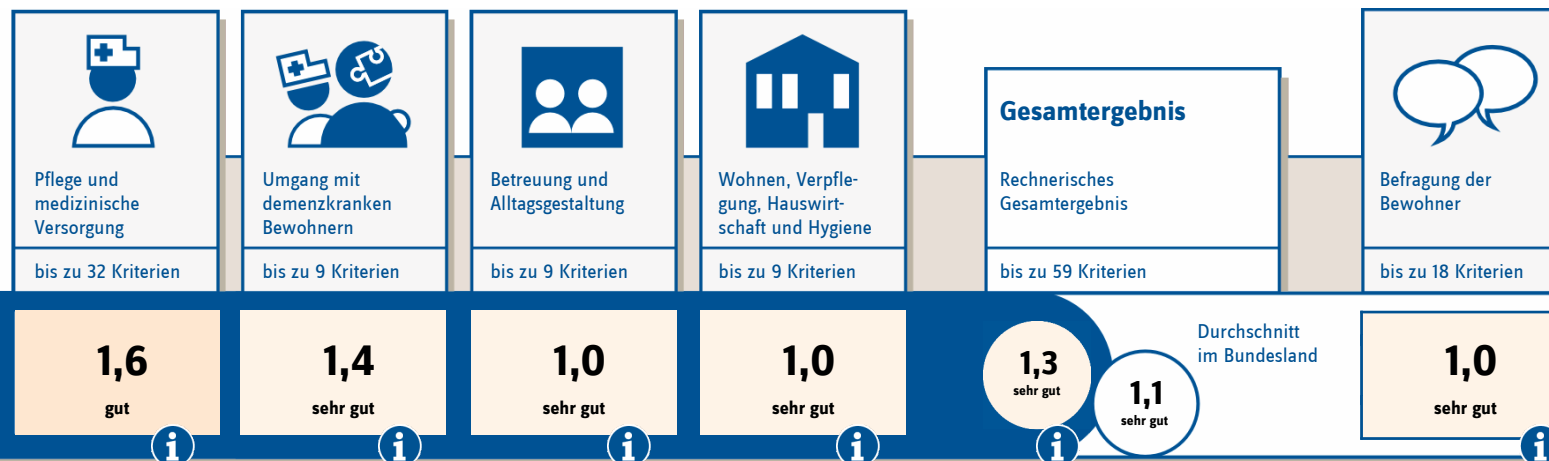 Pflege und
medizinische
Versorgung
bis zu 32 Kriterien
1,6
gut
i
Umgang mit
demenzkranken
Bewohnern
bis zu 9 Kriterien
1,4
sehr gut
i
Betreuung und
Alltagsgestaltung
bis zu 9 Kriterien
1,0
sehr gut
i
Wohnen, Verpfle-
gung, Hauswirt-
schaft und Hygiene
bis zu 9 Kriterien
1,0
sehr gut
i
Gesamtergebnis
Rechnerisches
Gesamtergebnis
bis zu 59 Kriterien
1,3
sehr gut
i
Durchschnitt
im Bundesland
1,1
sehr gut
Befragung der
Bewohner
bis zu 18 Kriterien
1,0
sehr gut
i